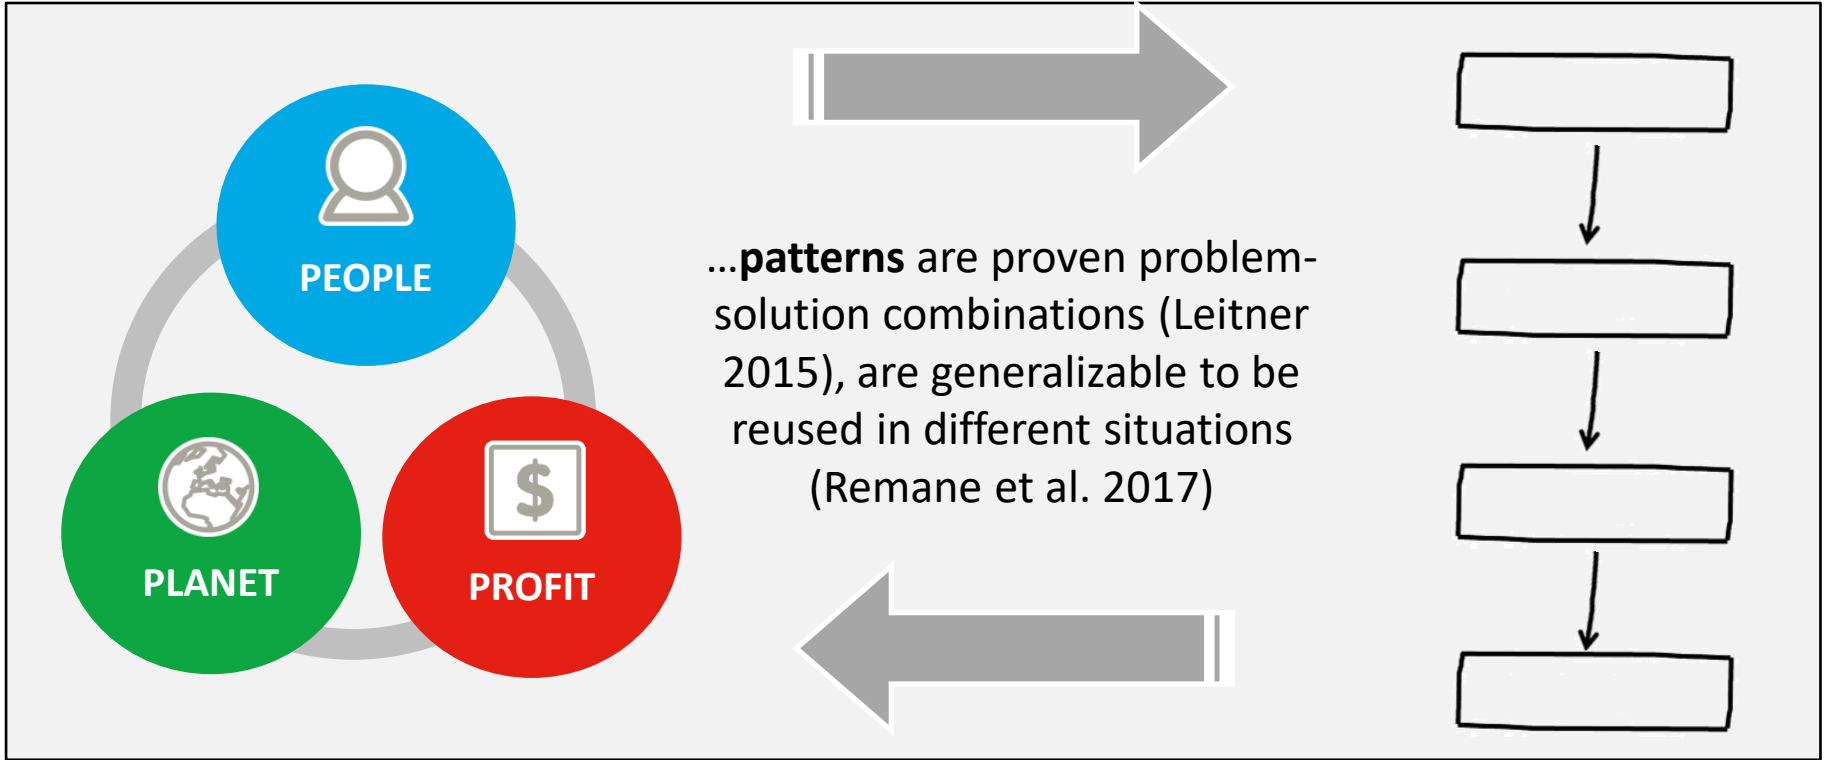 PEOPLE
PLANET
PROFIT
$
…patterns are proven problem-
solution combinations (Leitner
2015), are generalizable to be
reused in different situations
(Remane et al. 2017)